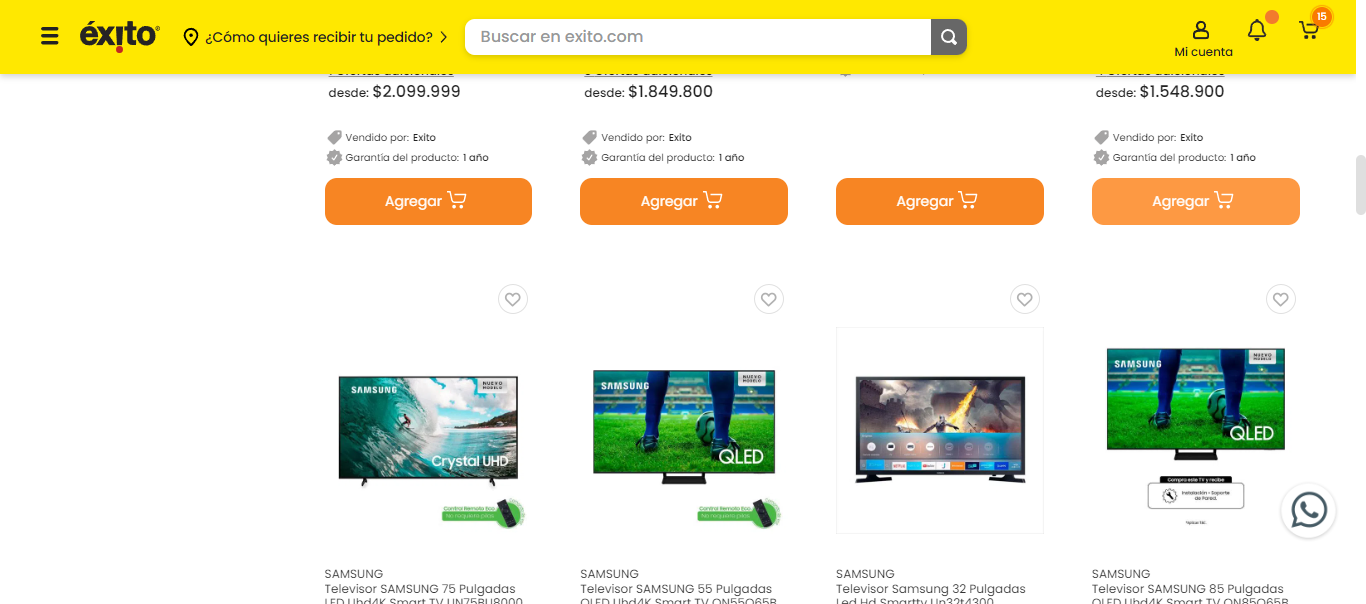 éxito
¿Cómo quieres recibir tu pedido?
Buscar en exito.com
Mi cuenta
15
desde: $2.099.999
desde: $1.849.800
desde: $1.548.900
Vendido por: Exito
Garantía del producto: 1 año
Vendido por: Exito
Garantía del producto: 1 año
Vendido por: Exito
Garantía del producto: 1 año
Agregar
Agregar
Agregar
Agregar
SAMSUNG
NUEVO
MODELO
Crystal UHD
Control Remoto Eco
No requiere pilas
SAMSUNG
NUEVO
MODELO
QLED
Control Remoto Eco
No requiere pilas
SAMSUNG
NUEVO
MODELO
QLED
Compra este TV y recibe
Instalación + Soporte
de Pared.
SAMSUNG
Televisor SAMSUNG 75 Pulgadas
LED Uhd4K Smart TV UN75BU8000
SAMSUNG
Televisor SAMSUNG 55 Pulgadas
QLED Uhd4K Smart TV QN55Q65B
SAMSUNG
Televisor Samsung 32 Pulgadas
Led Hd Smarttv Un32t4300
SAMSUNG
Televisor SAMSUNG 85 Pulgadas
QLED Uhd4K Smart TV QN85Q65B